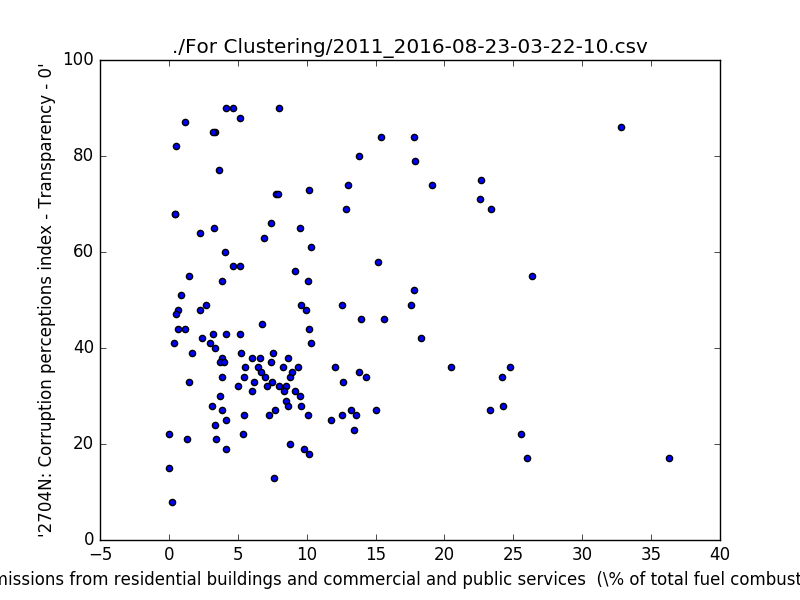 ./For Clustering/2011_2016-08-23-03-22-10.csv
'2704N: Corruption perceptions index - Transparency - 0'
100
80
60
40
20
0
−5 0 5 10 15 20 25 30 35 40
from residential buildings and commercial and public services (\% of total fuel